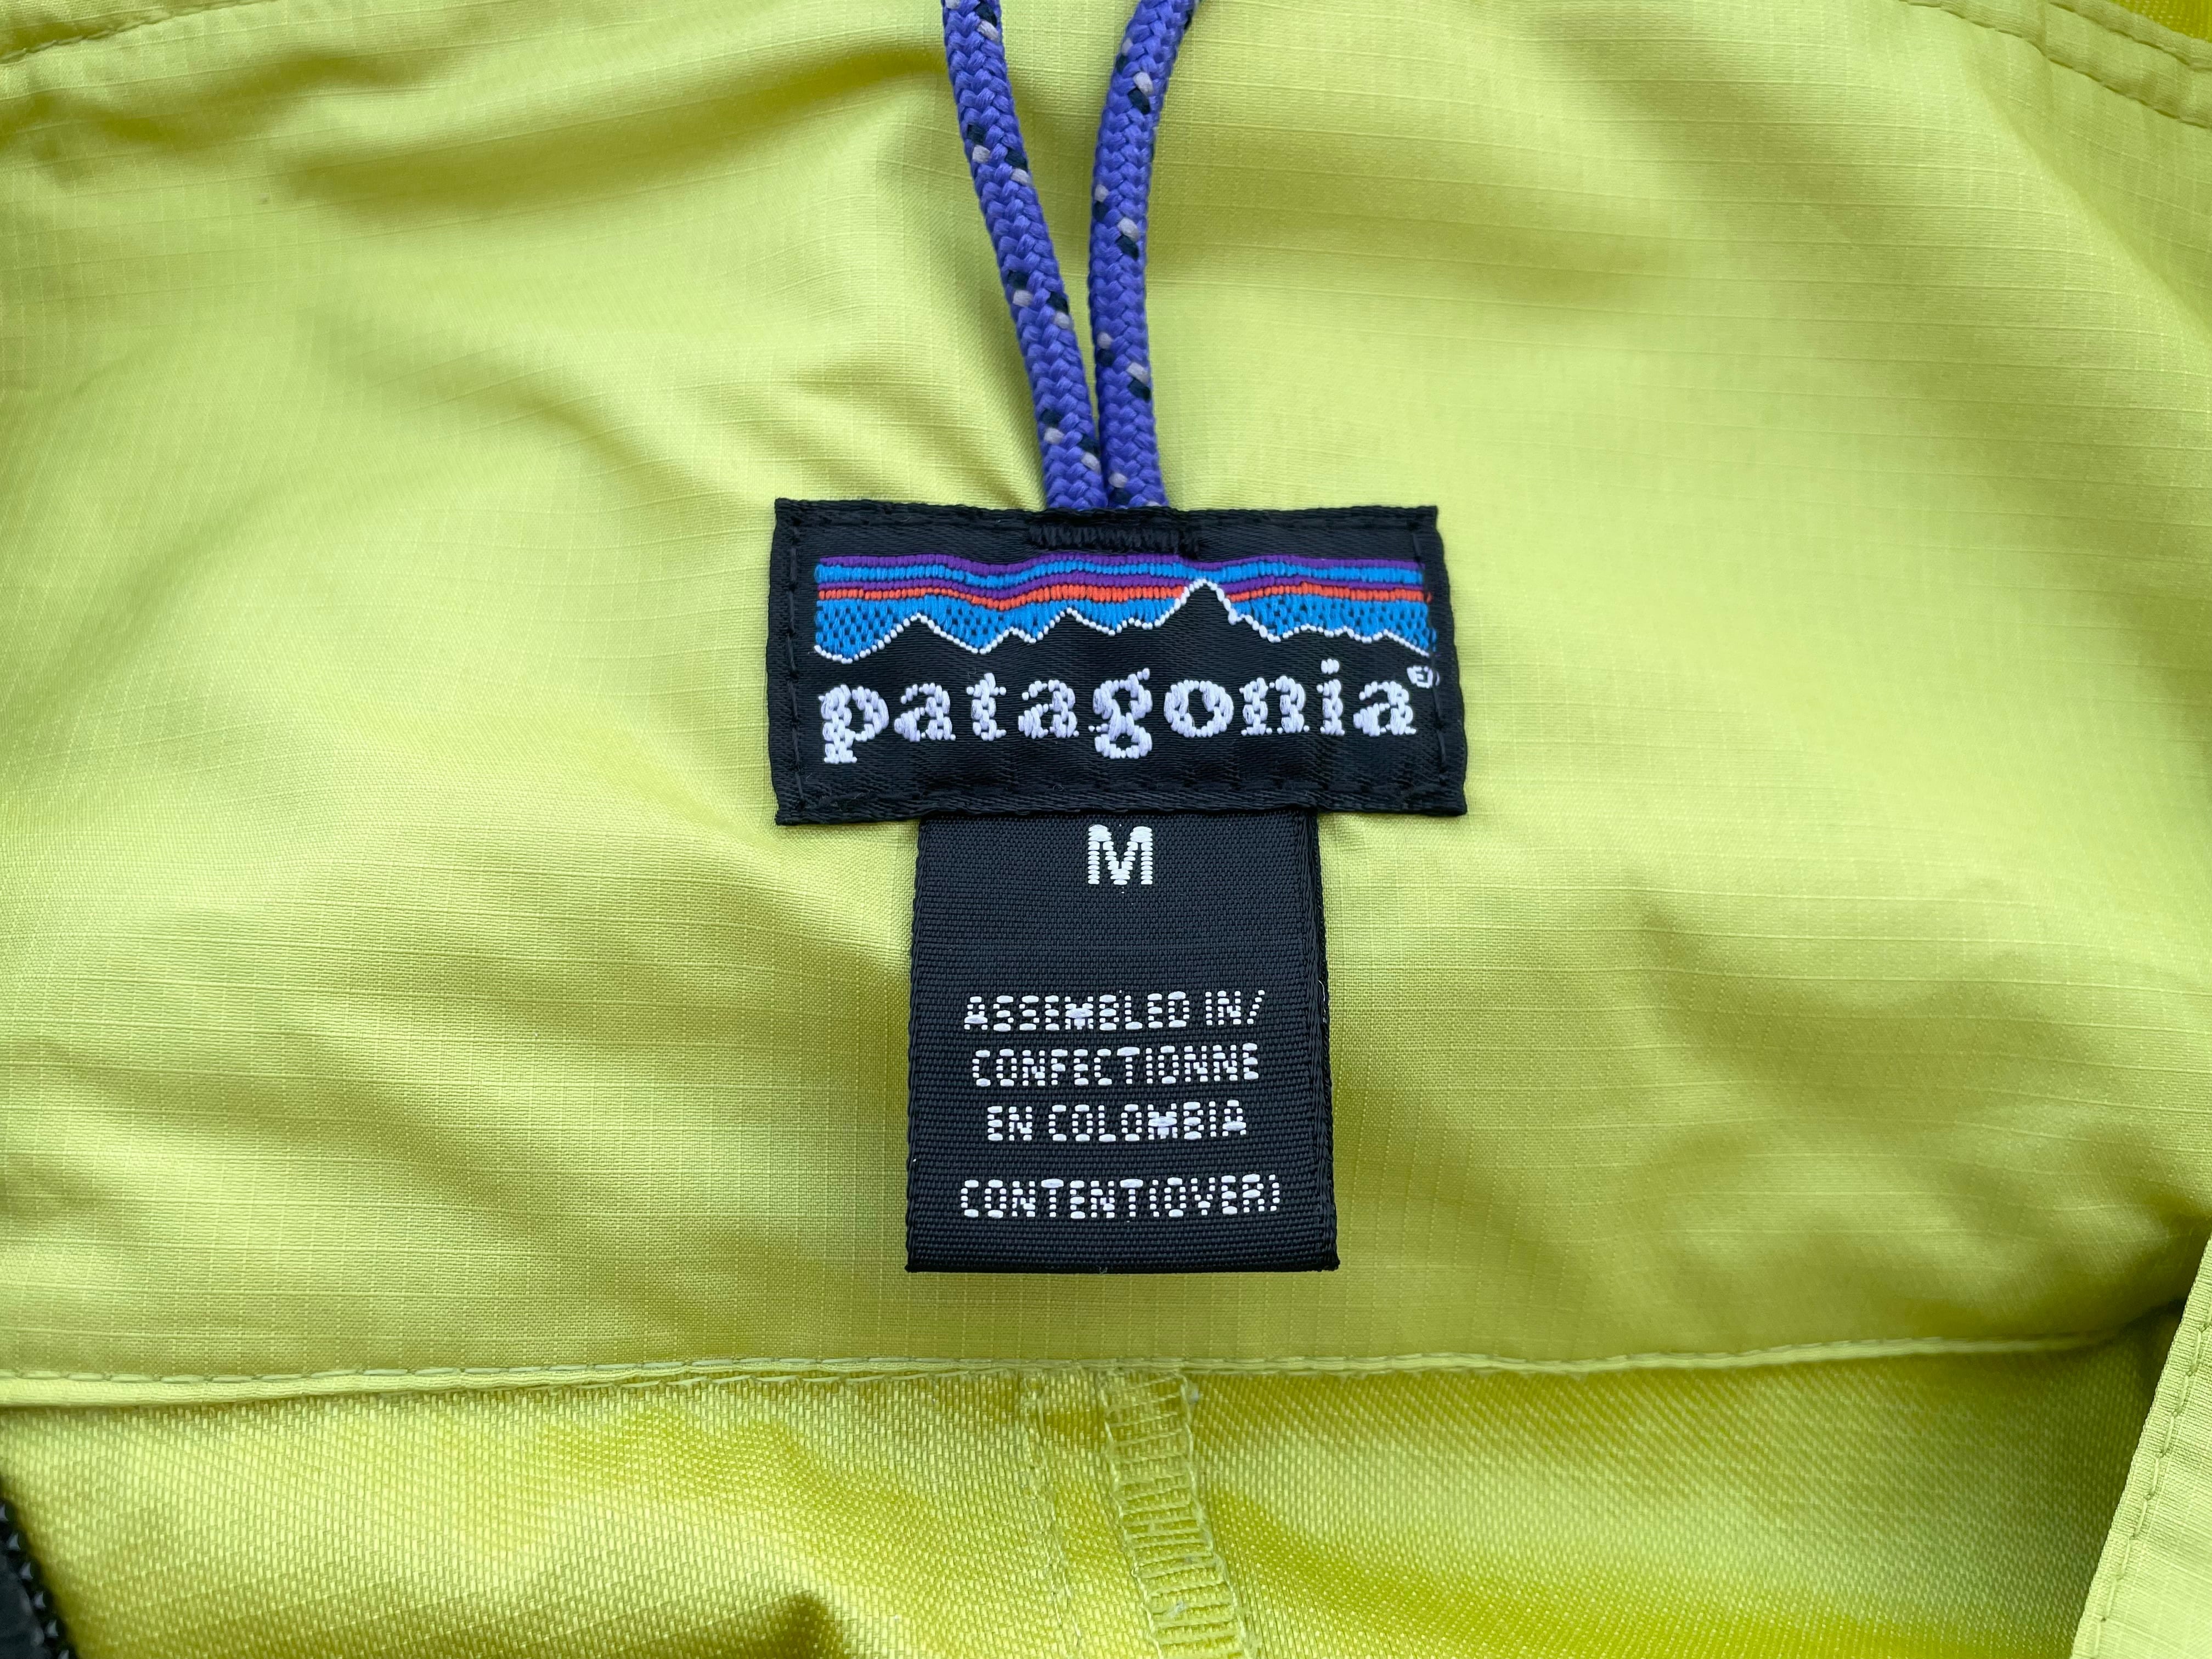 patagonia®
M
ASSEMBLED IN/
CONFECTIONNE
EN COLOMBIA
CONTENT(OVER)